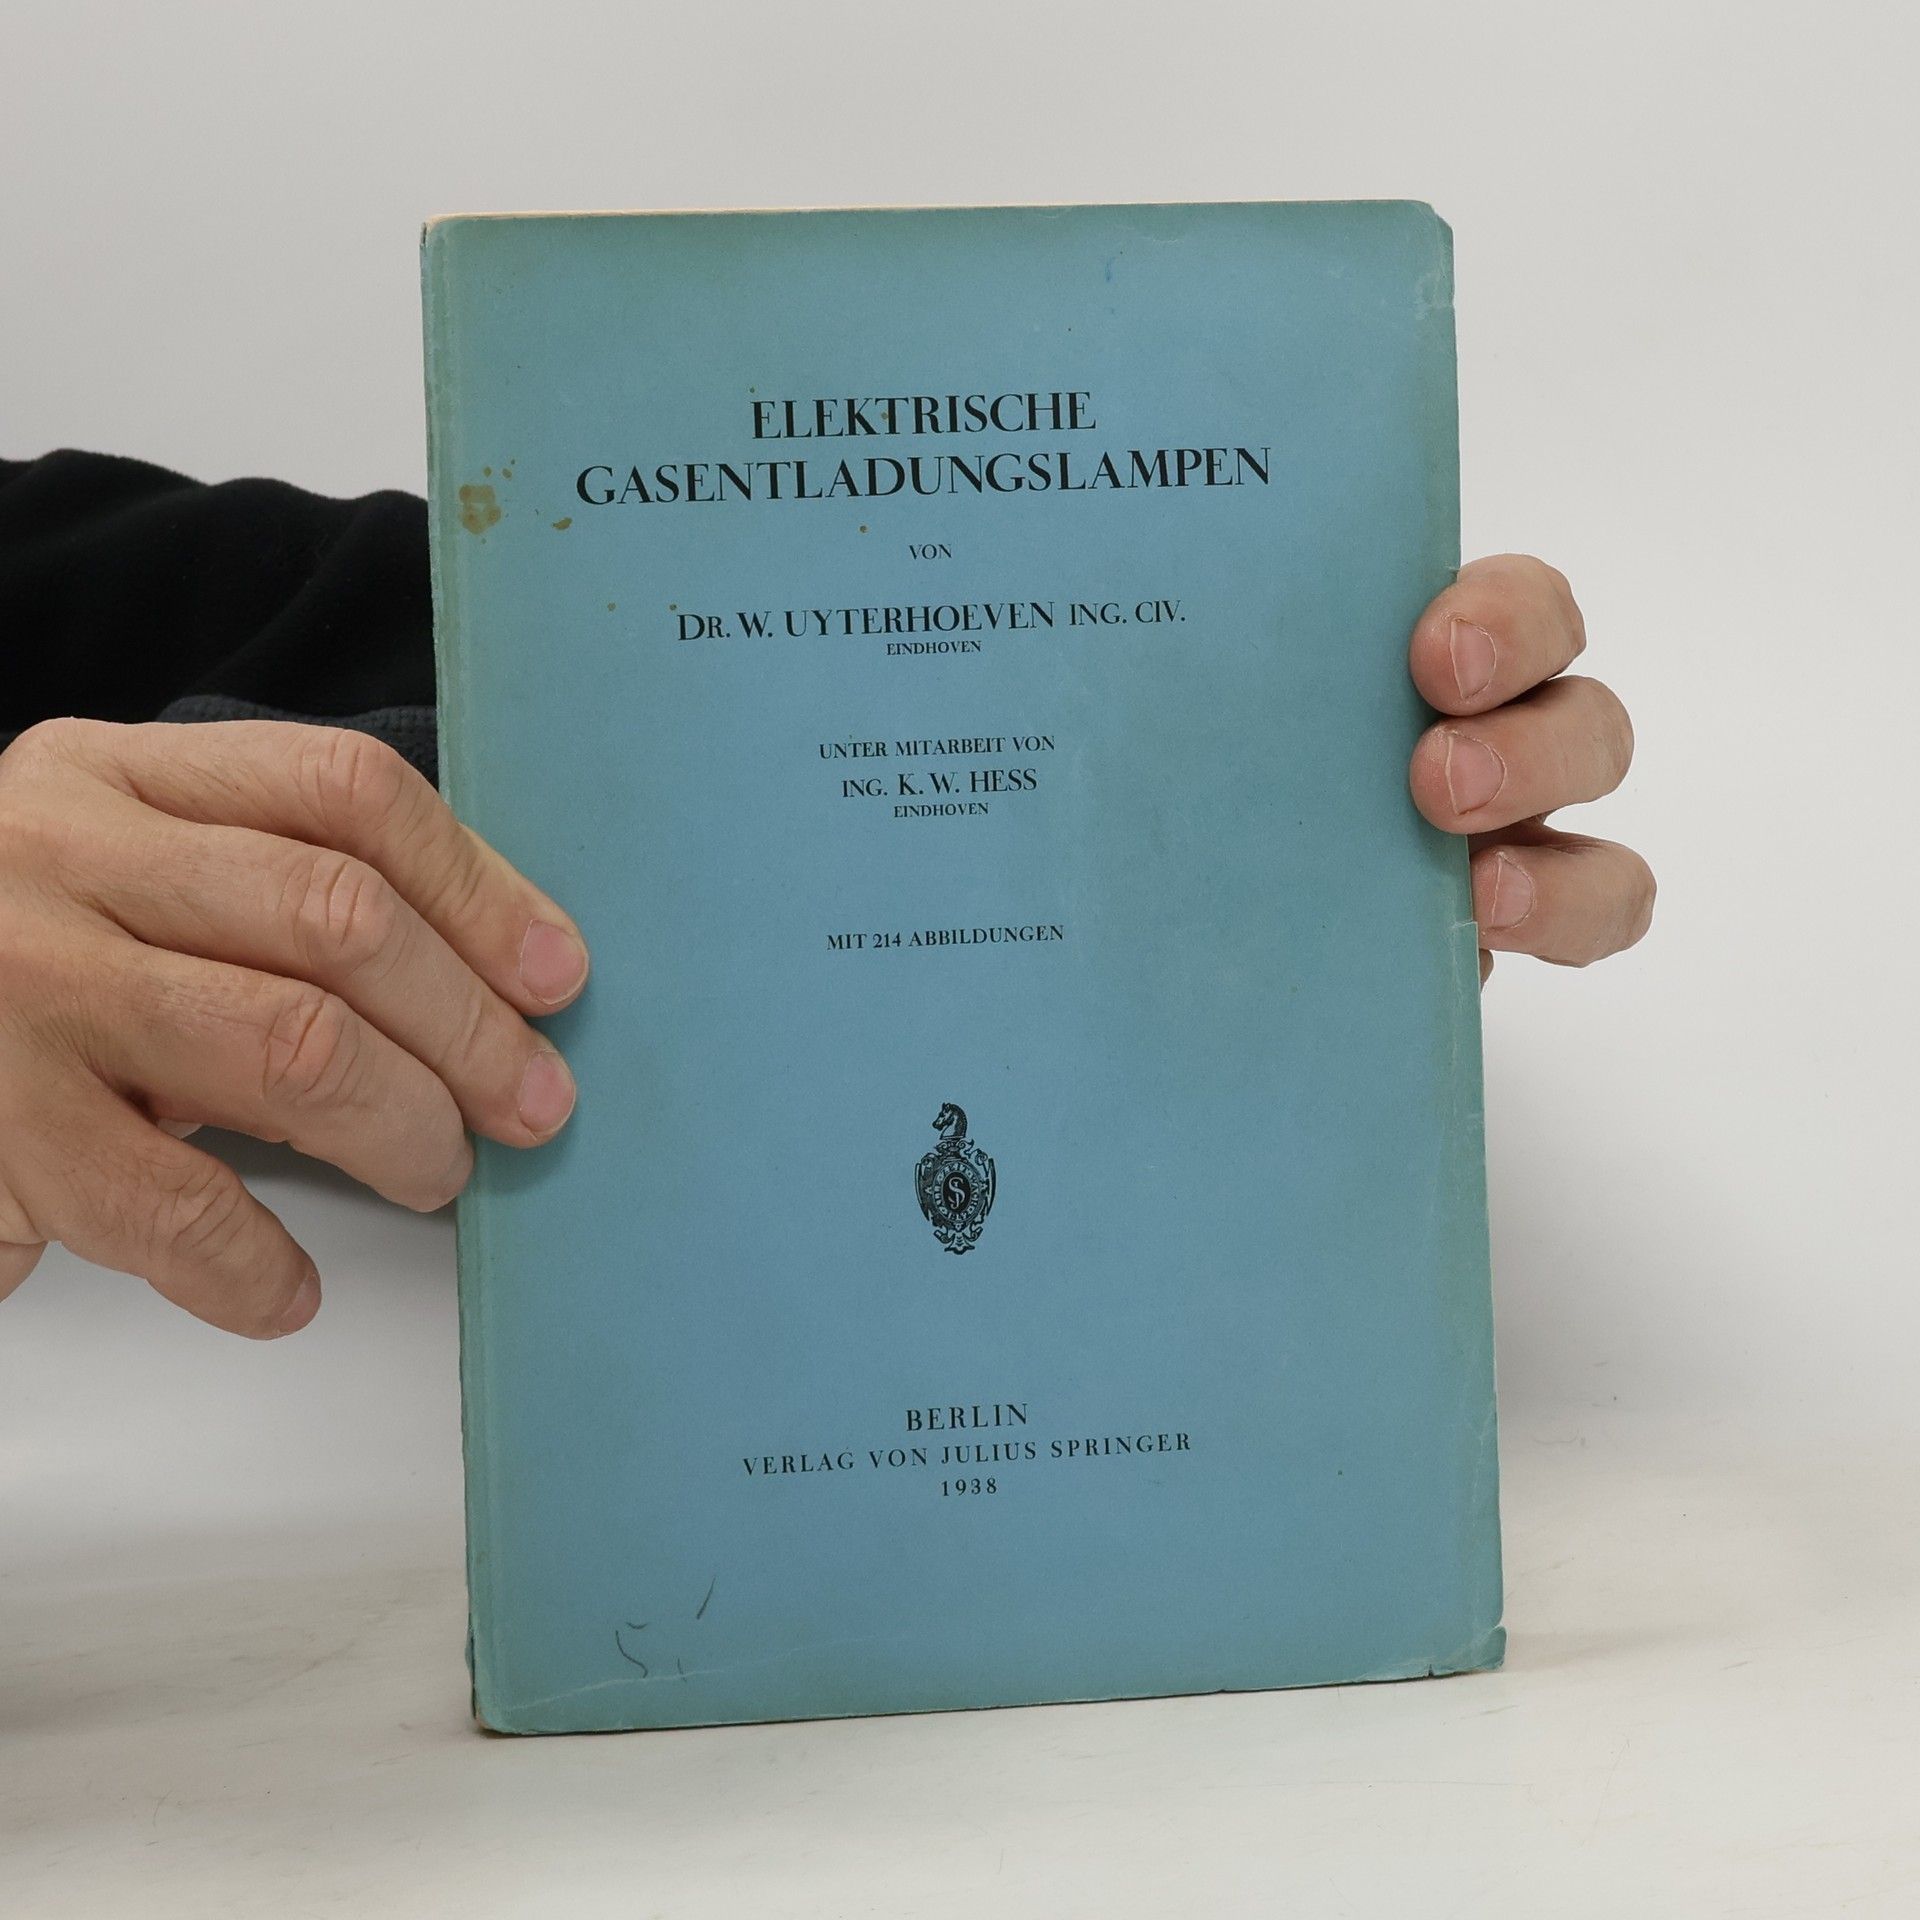 ELEKTRISCHE
GASENTLADUNGSLAMPEN
VON
DR. W. UYTERHOEVEN ING. CIV.
EINDHOVEN
UNTER MITARBEIT VON
ING. K. W. HESS
EINDHOVEN
MIT 214 ABBILDUNGEN
BERLIN
VERLAG VON JULIUS SPRINGER
1938